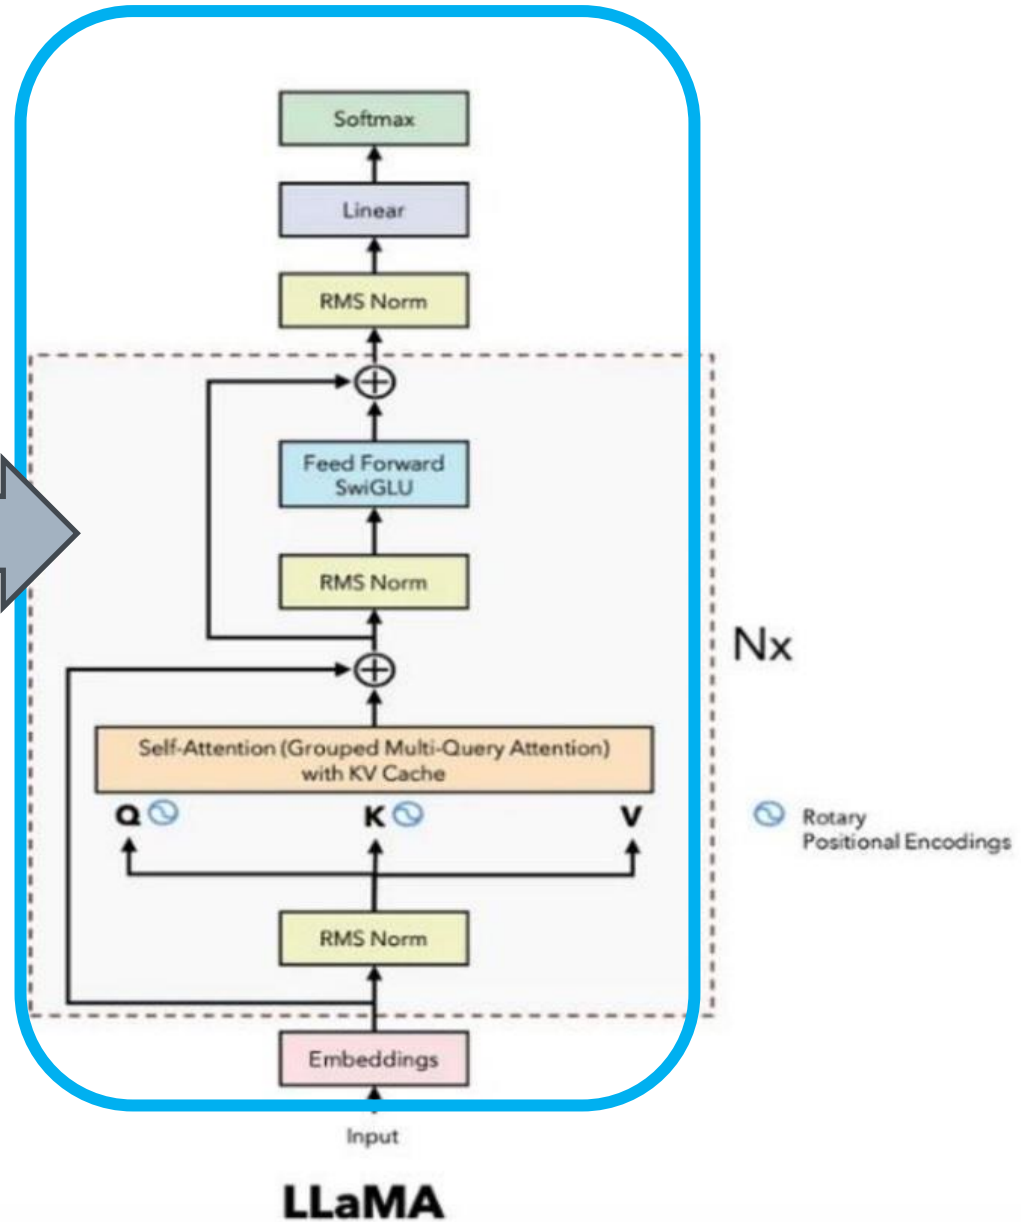 Softmax
Linear
RMS Norm
Feed Forward
SwiGLU
RMS Norm
Nx
Self-Attention (Grouped Multi-Query Attention)
with KV Cache
Q
K
V
Rotary
Positional Encodings
RMS Norm
Embeddings
Input
LLaMA